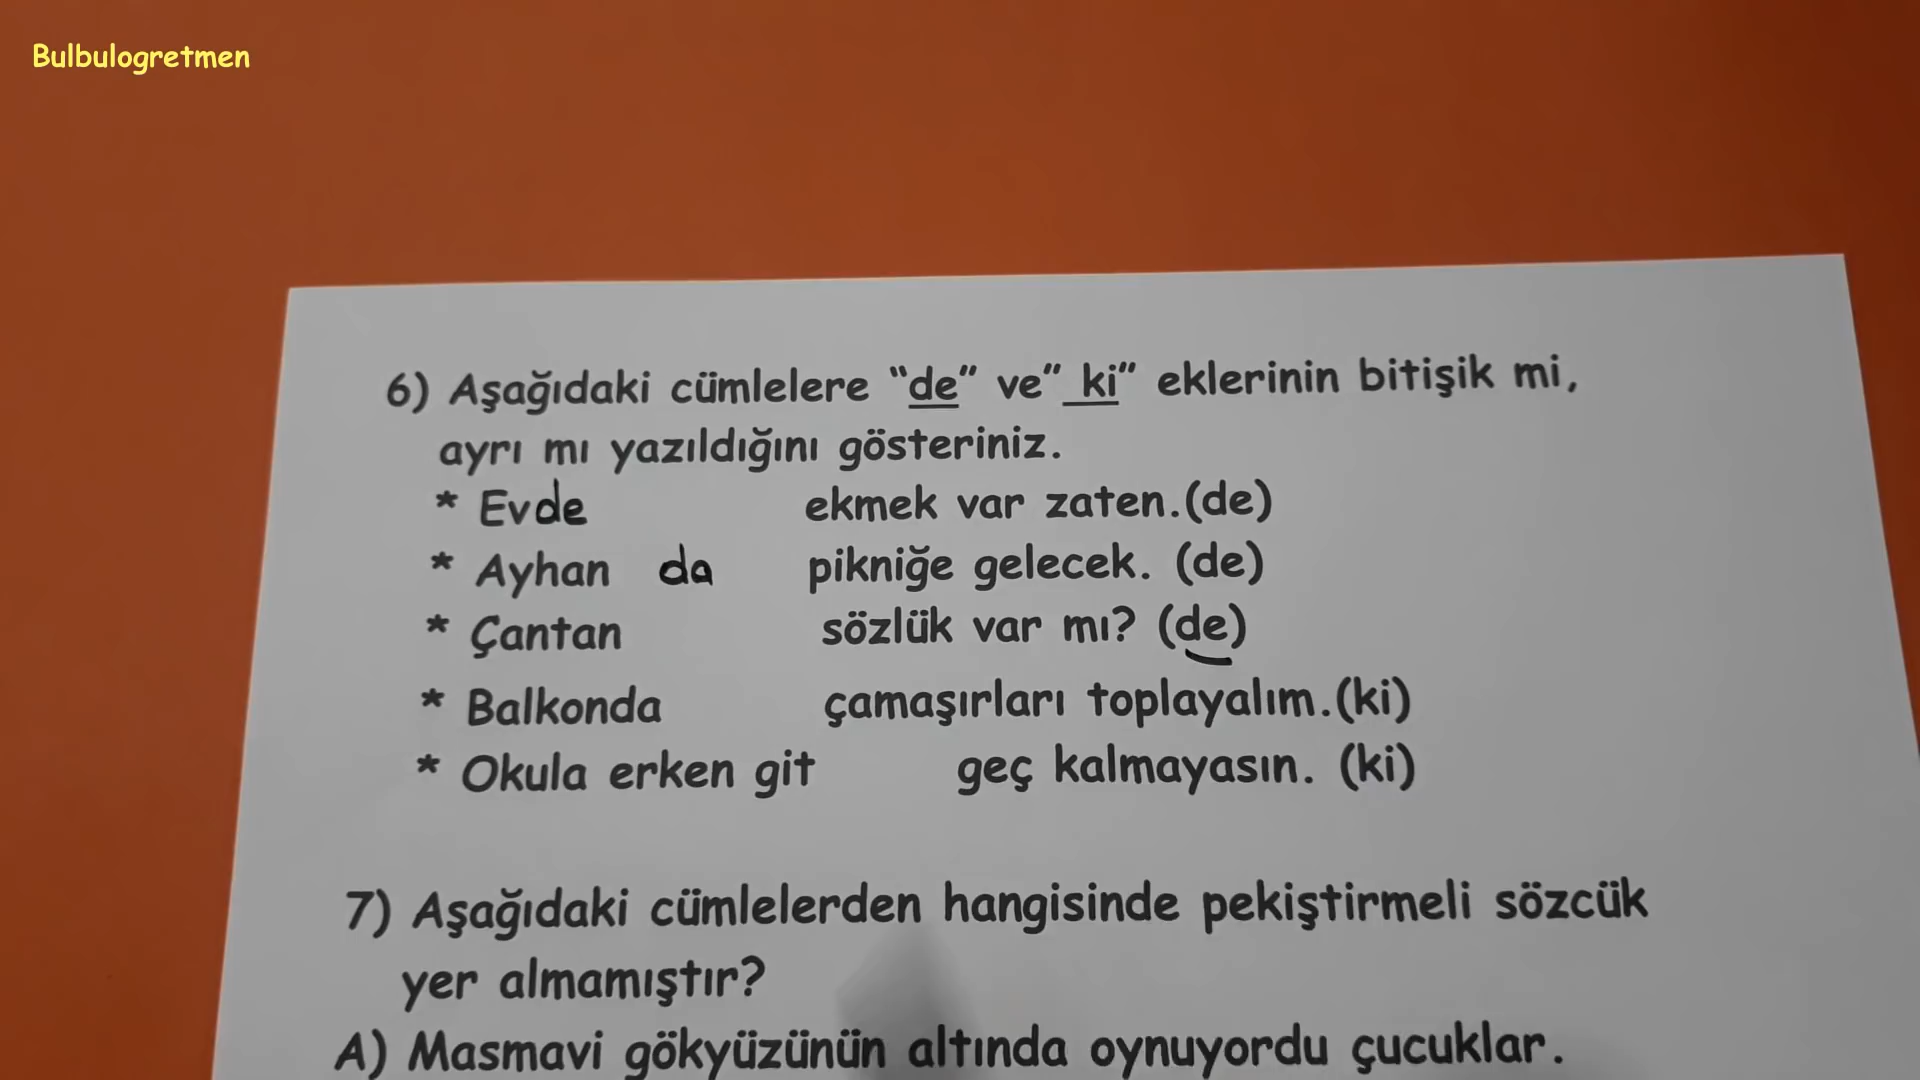 Bulbulogretmen
6) Aşağıdaki cümlelere “de” ve” ki” eklerinin bitişik mi,
ayrı mı yazıldığını gösteriniz.
* Evde ekmek var zaten.(de)
* Ayhan da pikniğe gelecek. (de)
* Çantan sözlük var mı? (de)
* Balkonda çamaşırları toplayalım.(ki)
* Okula erken git geç kalmayasın. (ki)
7) Aşağıdaki cümlelerden hangisinde pekiştirmeli sözcük
yer almamıştır?
A) Masmavi gökyüzünün altında oynuyordu çucuklar.